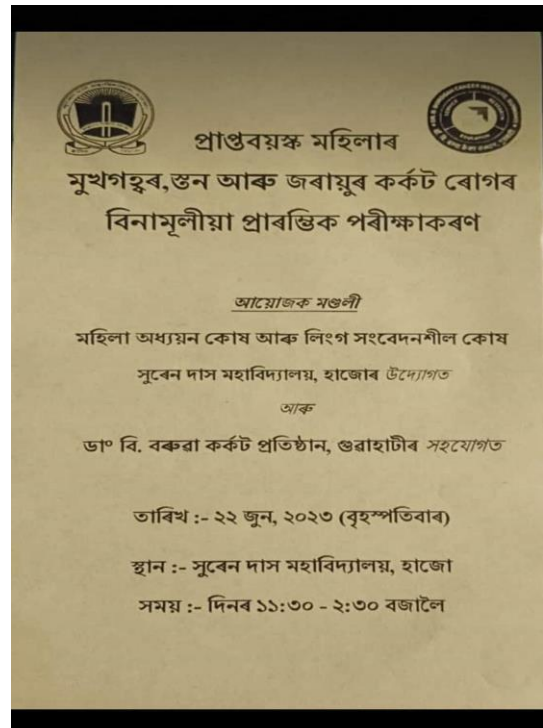 প্ৰাপ্তবয়স্ক মহিলাৰ
মুখগহ্বৰ,স্তন আৰু জৰায়ুৰ কৰ্কট ৰোগৰ
বিনামূলীয়া প্ৰাৰম্ভিক পৰীক্ষাকৰণ
আয়োজক মণ্ডলী
মহিলা অধ্যয়ন কোষ আৰু লিংগ সংবেদনশীল কোষ
সুৰেন দাস মহাবিদ্যালয়, হাজোৰ উদ্যোগত
আৰু
ডা° বি. বৰুৱা কৰ্কট প্ৰতিষ্ঠান, গুৱাহাটীৰ সহযোগত
তাৰিখ :- ২২ জুন, ২০২৩ (বৃহস্পতিবাৰ)
স্থান :- সুৰেন দাস মহাবিদ্যালয়, হাজো
সময় :- দিনৰ ১১:৩০ - ২:৩০ বজালৈ